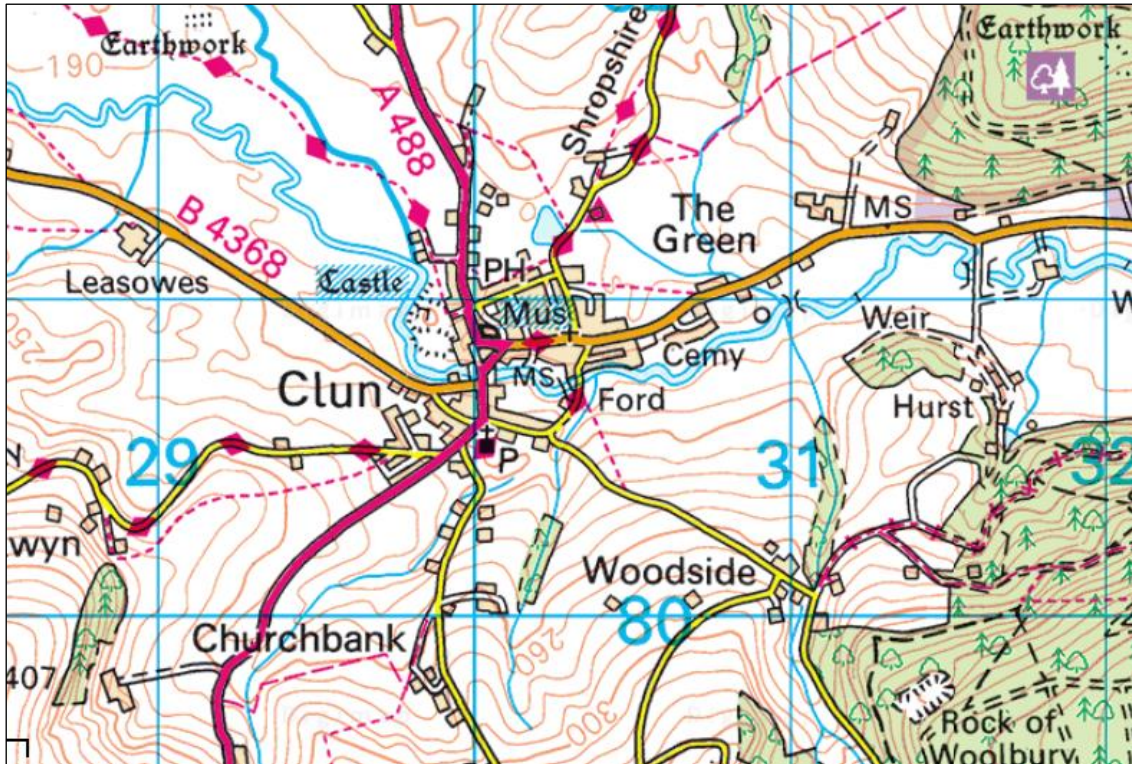 Earthwork
Earthwork
190
A 488
Shropshire
The
Green
MS
B 4368
Leasowes
Castle
PH
Mus
Weir
W
Cemy
MS
Clun
Ford
Hurst
29
31
32
P
wyn
Woodside
80
Churchbank
407
260
300
Rock of
Woolbury